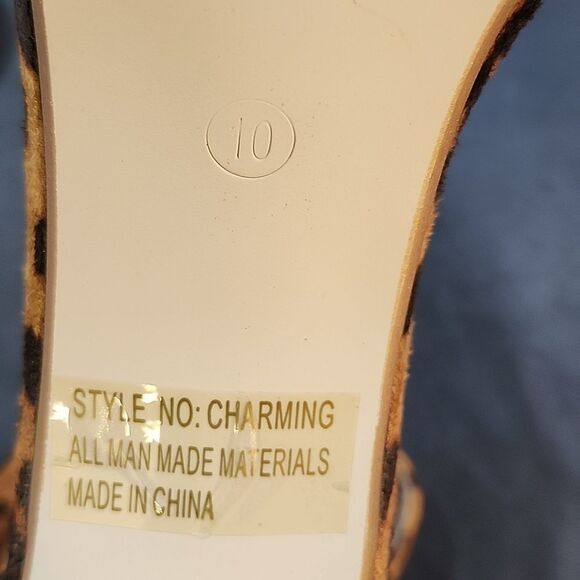 10
STYLE NO: CHARMING
ALL MAN MADE MATERIALS
MADE IN CHINA